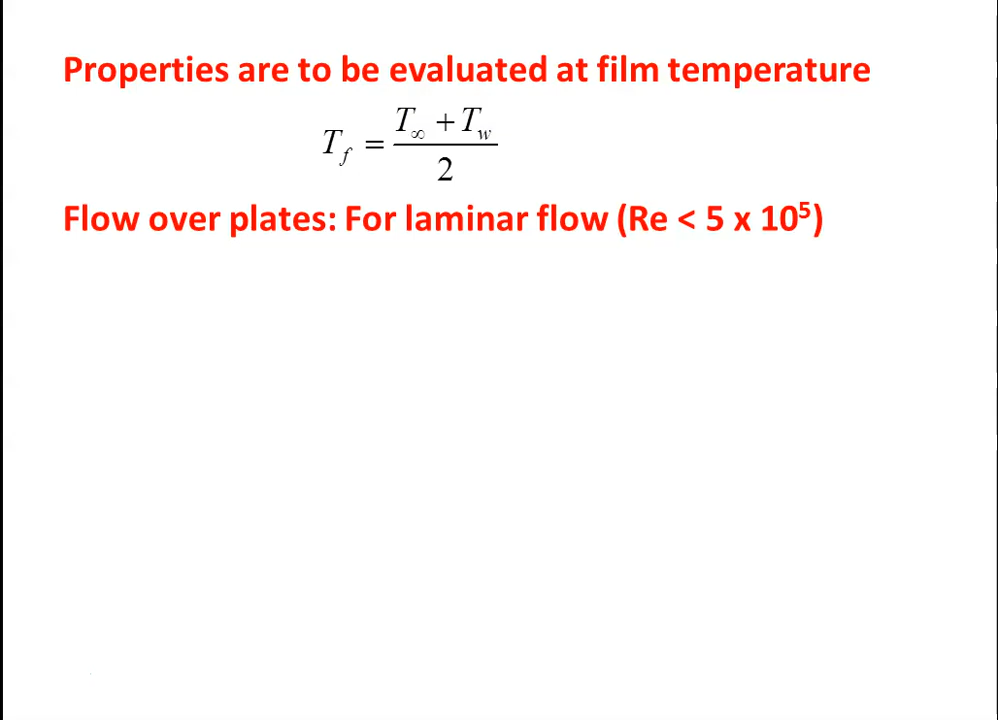 Properties are to be evaluated at film temperature
T_f = (T_∞ + T_w) / 2
Flow over plates: For laminar flow (Re < 5 x 10⁵)